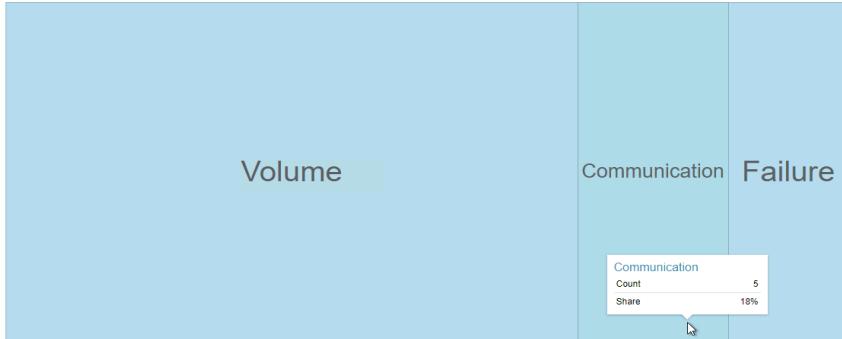 Volume
Communication
Failure
Communication
Count 5
Share 18%